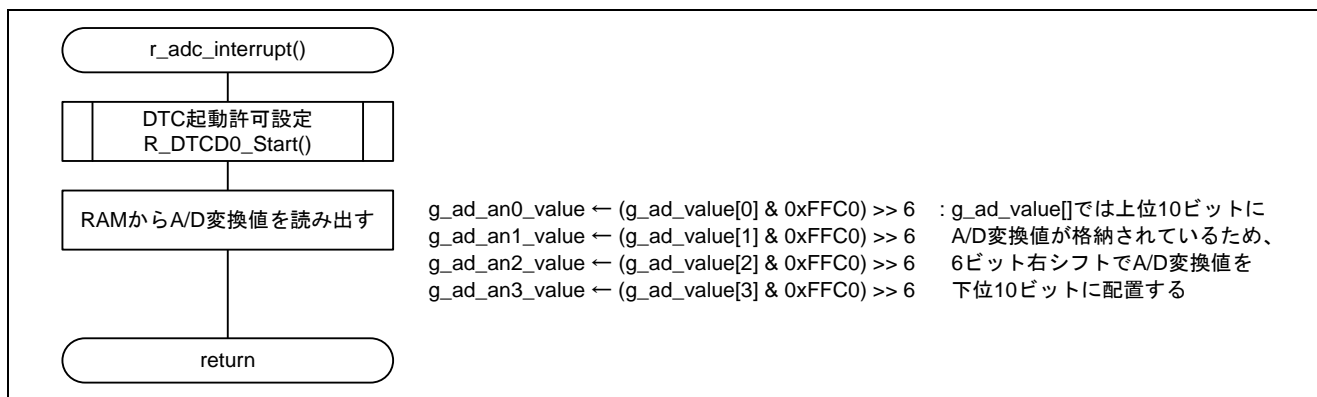 r_adc_interrupt()
DTC起動許可設定
R_DTCD0_Start()
RAMからA/D変換値を読み出す
g_ad_an0_value ← (g_ad_value[0] & 0xFFC0) >> 6 : g_ad_value[]では上位10ビットに
g_ad_an1_value ← (g_ad_value[1] & 0xFFC0) >> 6 A/D変換値が格納されているため、
g_ad_an2_value ← (g_ad_value[2] & 0xFFC0) >> 6 6ビット右シフトでA/D変換値を
g_ad_an3_value ← (g_ad_value[3] & 0xFFC0) >> 6 下位10ビットに配置する
return